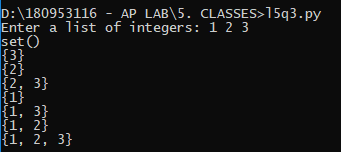 D:\180953116 - AP LAB\5. CLASSES>l5q3.py
Enter a list of integers: 1 2 3
set()
{3}
{2}
{2, 3}
{1}
{1, 3}
{1, 2}
{1, 2, 3}